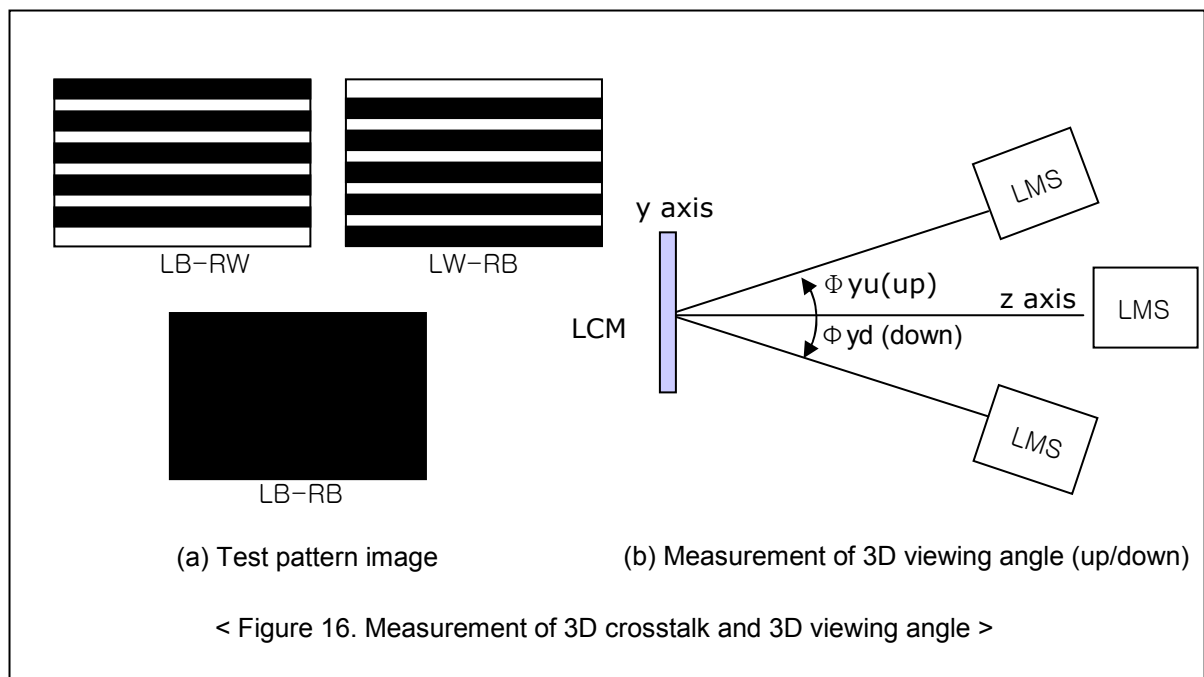 LB-RW
LW-RB
LB-RB
(a) Test pattern image
y axis
LCM
Φ yu(up)
z axis
Φ yd (down)
LMS
LMS
LMS
(b) Measurement of 3D viewing angle (up/down)
< Figure 16. Measurement of 3D crosstalk and 3D viewing angle >